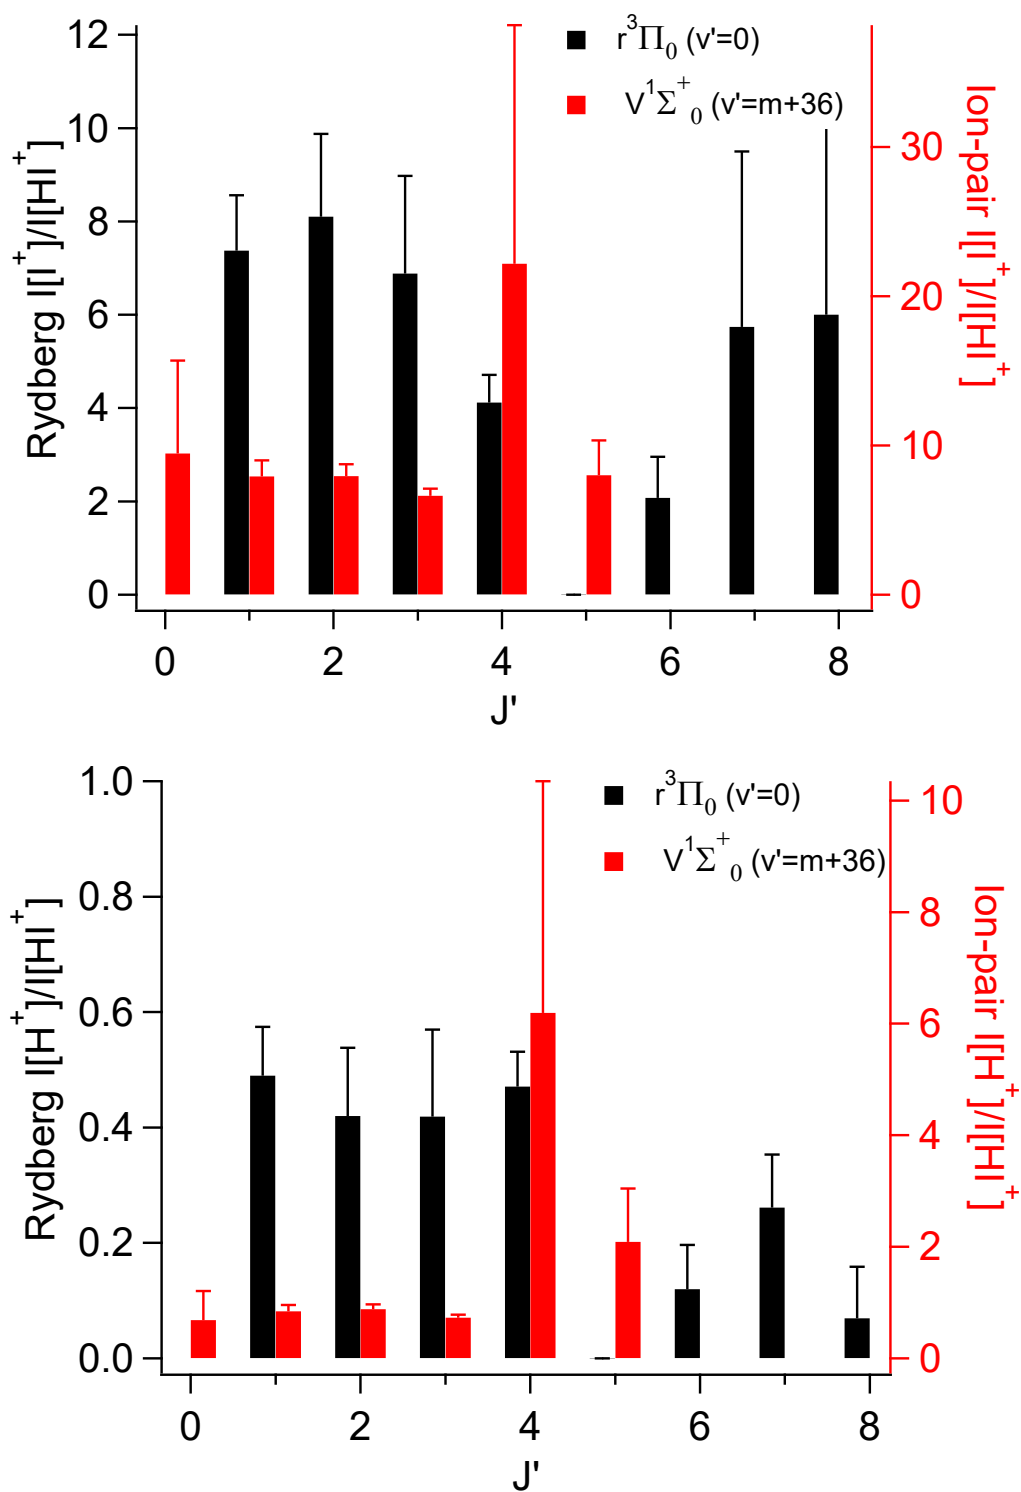 r³Π₀ (v'=0)
V¹Σ⁺₀ (v'=m+36)
Rydberg I[I⁺]/I[HI⁺]
12
10
8
6
4
2
0
Ion-pair I[I⁺]/I[HI⁺]
30
20
10
0
0 2 4 6 8
J'
r³Π₀ (v'=0)
V¹Σ⁺₀ (v'=m+36)
Rydberg I[H⁺]/I[HI⁺]
1.0
0.8
0.6
0.4
0.2
0.0
Ion-pair I[H⁺]/I[HI⁺]
10
8
6
4
2
0
0 2 4 6 8
J'